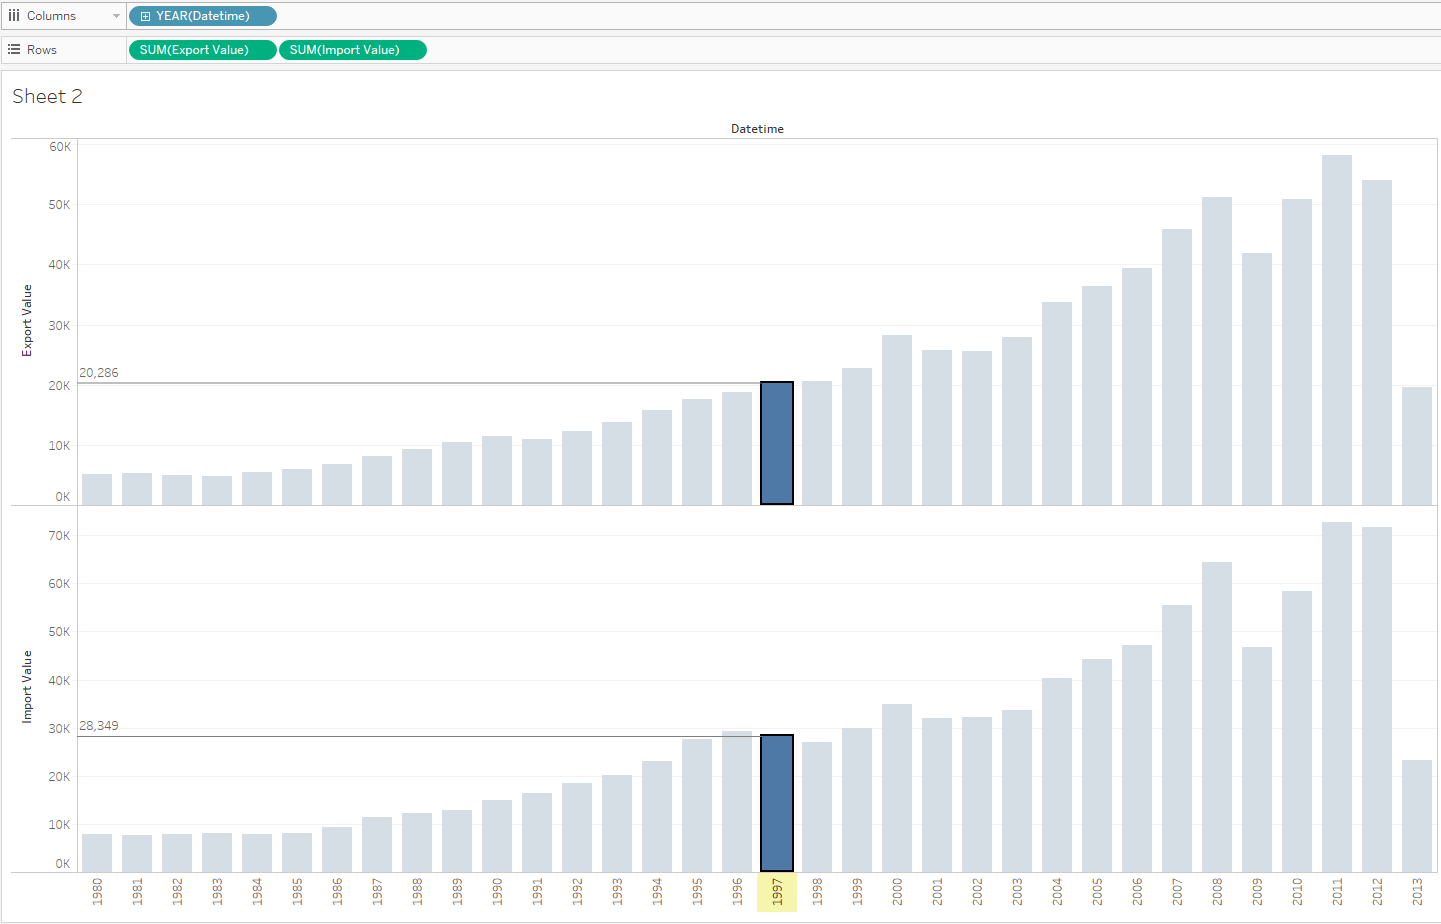 Columns
YEAR(Datetime)
Rows
SUM(Export Value) SUM(Import Value)
Sheet 2
Datetime
60K
50K
40K
30K
20,286
20K
10K
0K
Export Value
70K
60K
50K
40K
28,349
30K
20K
10K
0K
Import Value
1980 1981 1982 1983 1984 1985 1986 1987 1988 1989 1990 1991 1992 1993 1994 1995 1996 1997 1998 1999 2000 2001 2002 2003 2004 2005 2006 2007 2008 2009 2010 2011 2012 2013